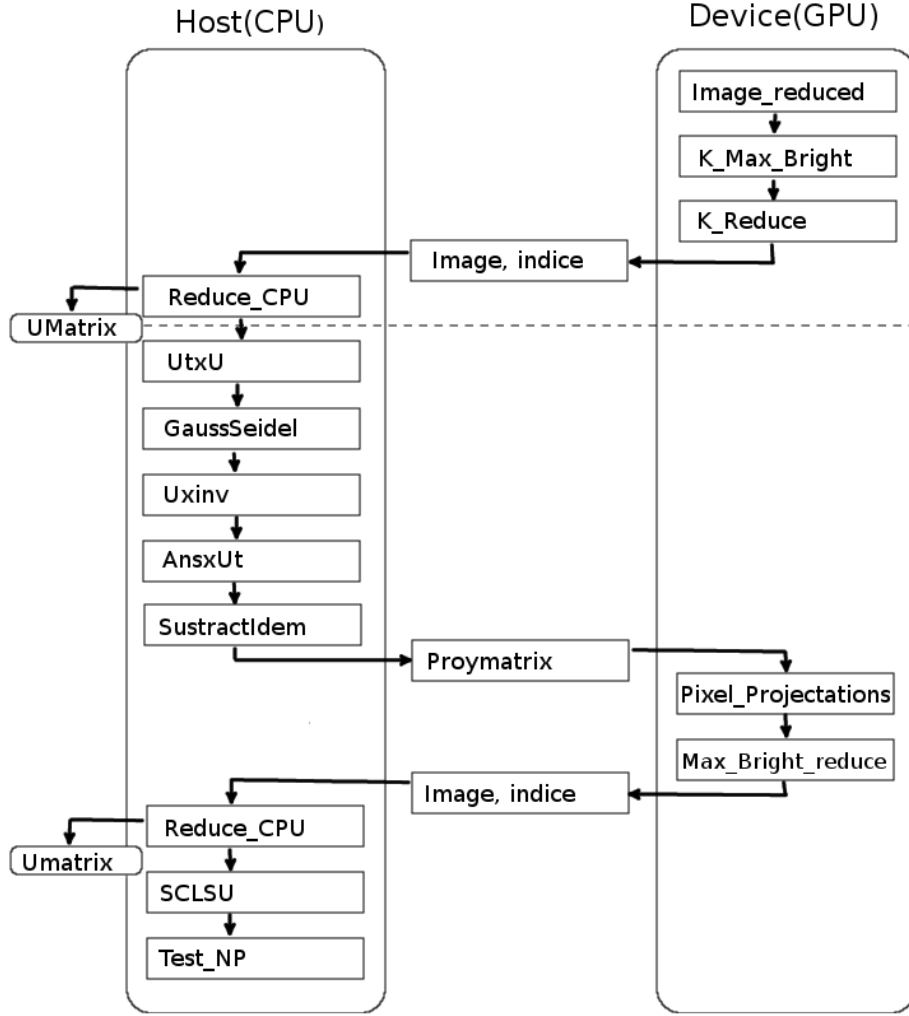 Host(CPU)
Device(GPU)
Image_reduced
K_Max_Bright
K_Reduce
Image, indice
Reduce_CPU
UMatrix
UtxU
GaussSeidel
Uxinv
AnsxUt
SustractIdem
Proymatrix
Pixel_Projectations
Max_Bright_reduce
Image, indice
Reduce_CPU
Umatrix
SCLSU
Test_NP